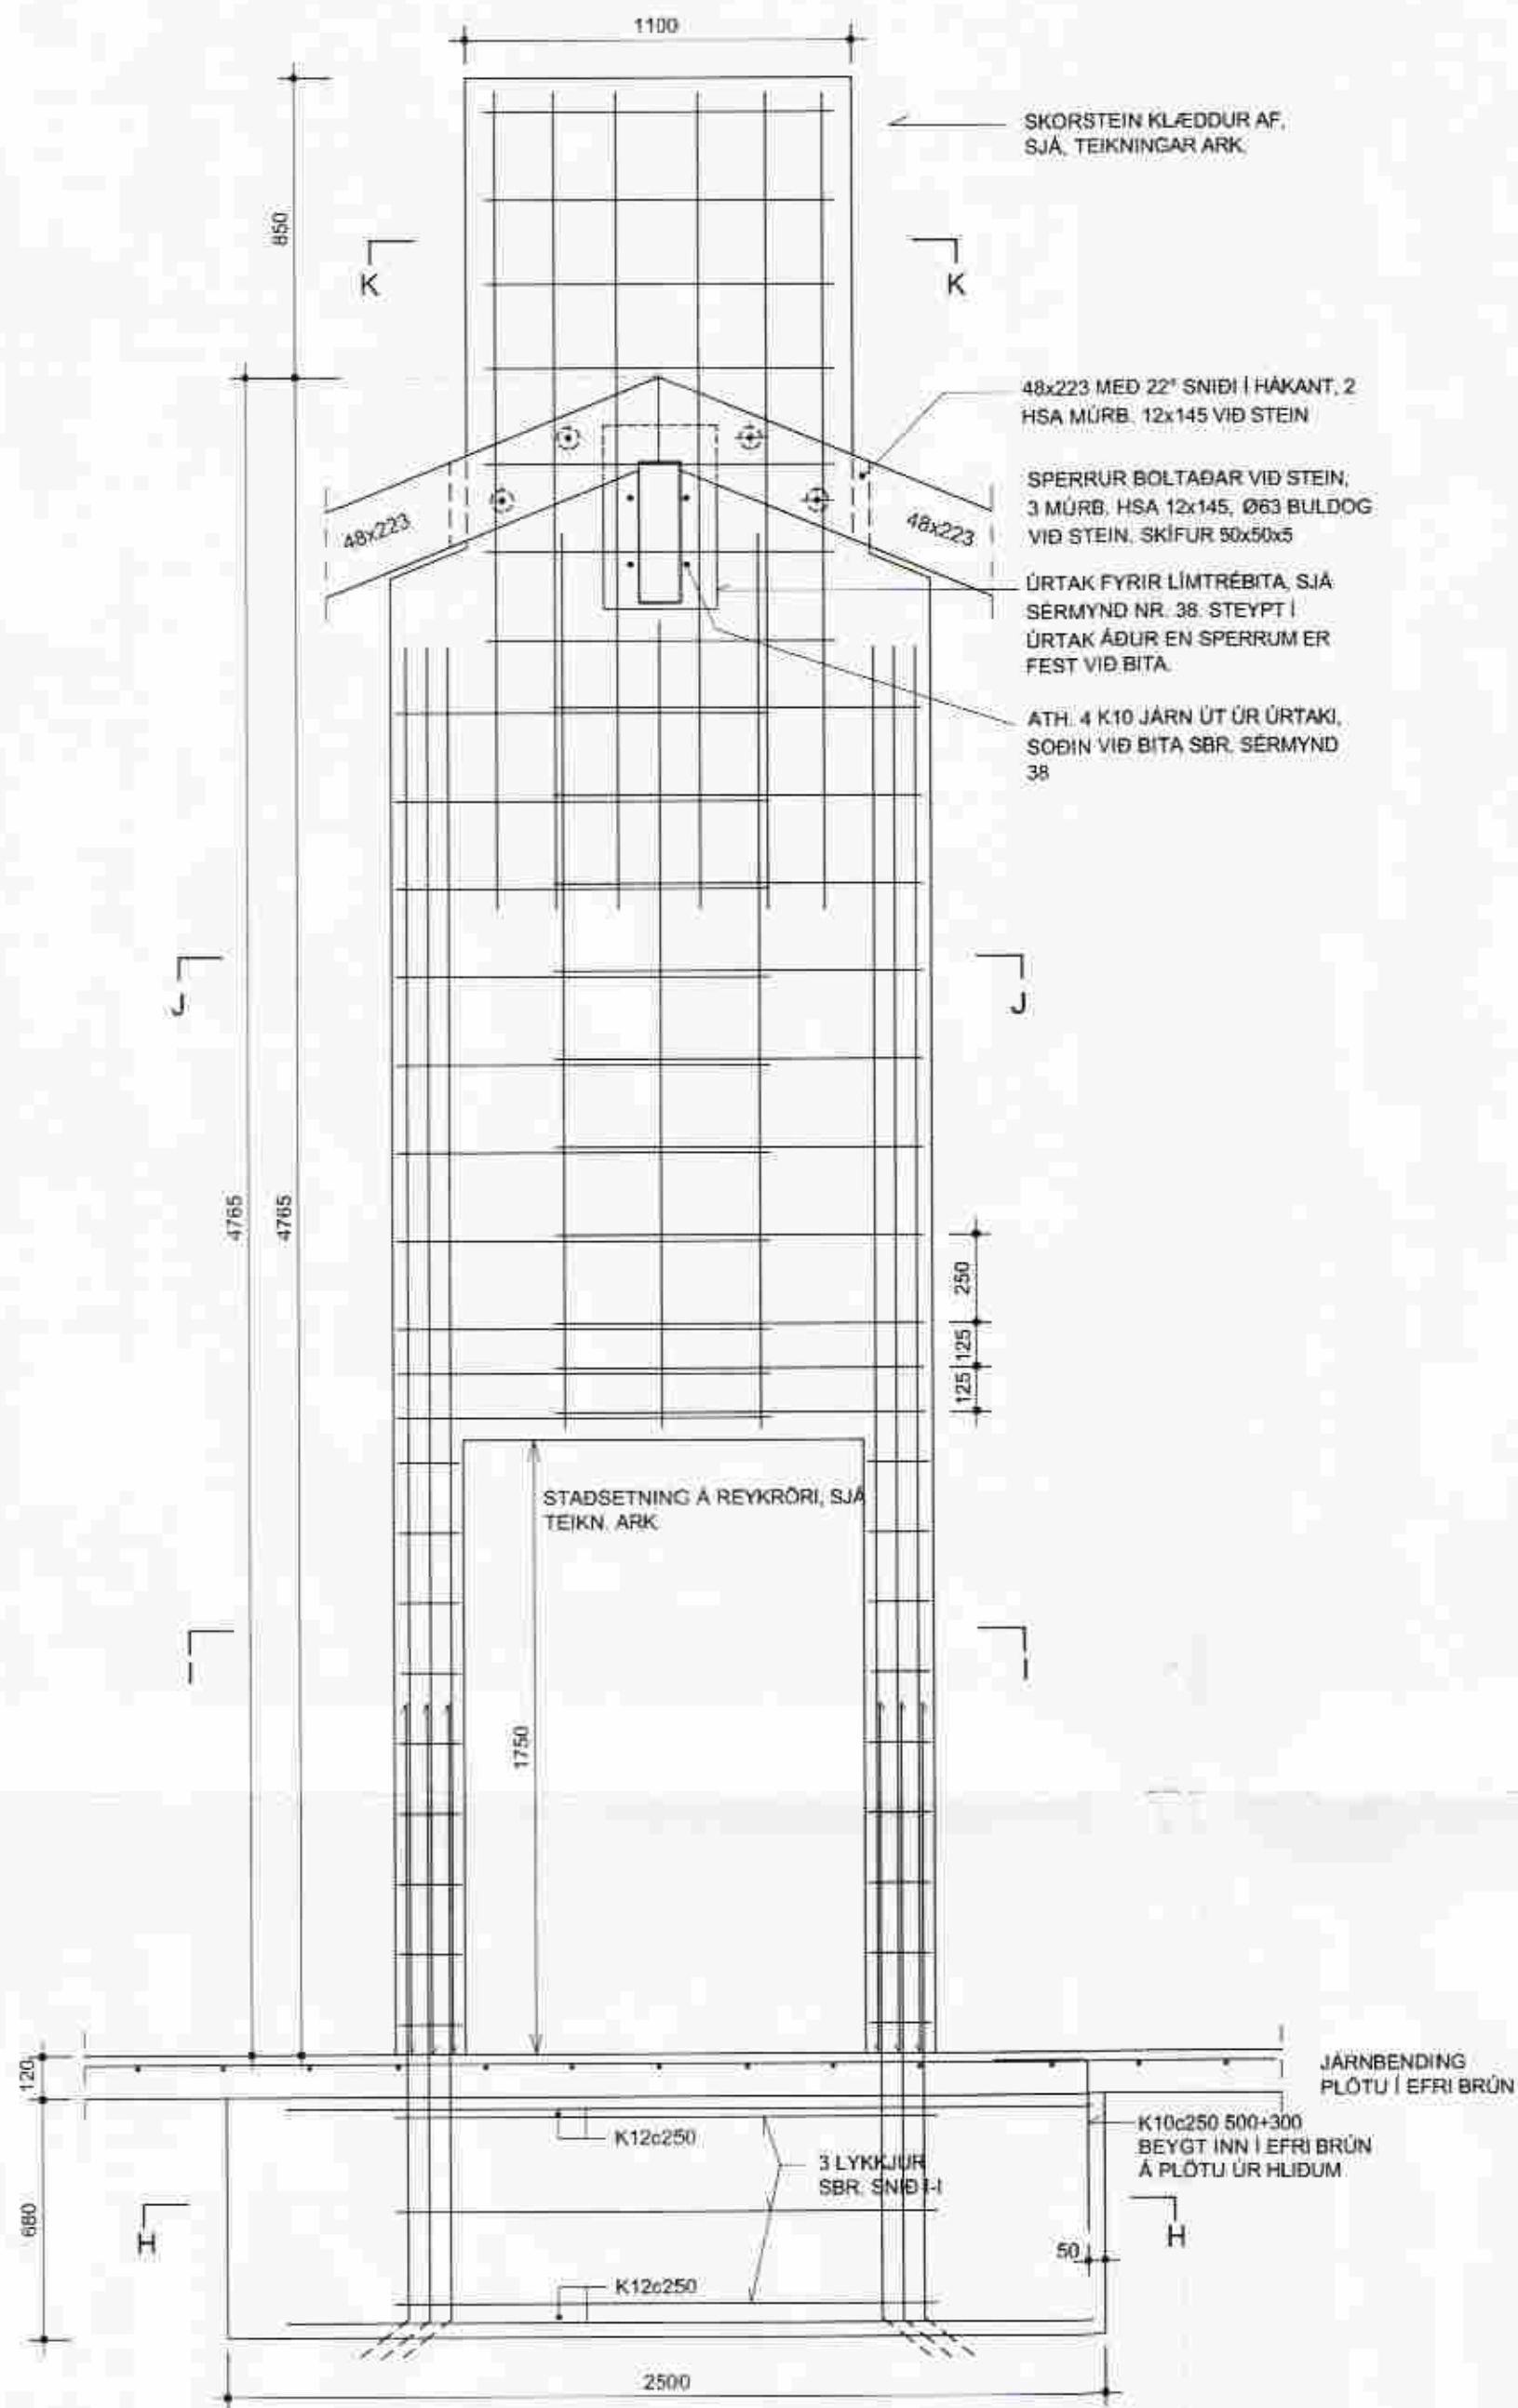 1100
SKORSTEIN KLÆDDUR AF,
SJÁ, TEIKNINGAR ARK.
850
K
K
48x223 MEÐ 22° SNIÐI Í HÁKANT, 2
HSA MÚRB. 12x145 VIÐ STEIN
SPERRUR BOLTAÐAR VIÐ STEIN,
3 MÚRB. HSA 12x145, Ø63 BULDOG
VIÐ STEIN. SKÍFUR 50x50x5
48x223
48x223
ÚRTAK FYRIR LÍMTRÉBITA, SJÁ
SÉRMYND NR. 38. STEYPT Í
ÚRTAK ÁÐUR EN SPERRUM ER
FEST VIÐ BITA.
ATH. 4 K10 JÁRN ÚT ÚR ÚRTAKI,
SOÐIN VIÐ BITA SBR. SÉRMYND
38
J
J
4765
4765
250
125
125
STAÐSETNING Á REYKRÖRI, SJÁ
TEIKN. ARK.
I
I
1750
120
JÁRNBENDING
PLÖTU Í EFRI BRÚN
K12c250
K10c250 500+300
BEYGT INN Í EFRI BRÚN
Á PLÖTU ÚR HLIÐUM
3 LYKKJUR
SBR. SNIÐ I-I
680
H
H
50
K12c250
2500